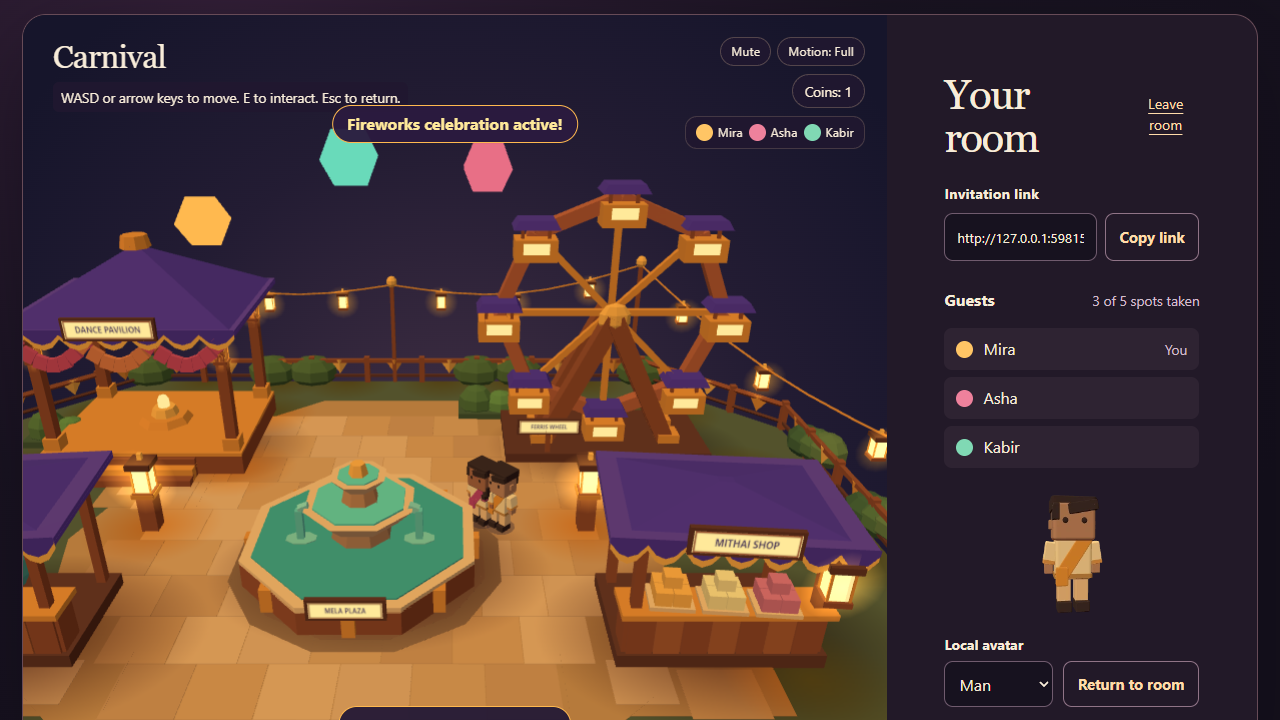 Carnival
WASD or arrow keys to move. E to interact. Esc to return.
Mute
Motion: Full
Coins: 1
Mira Asha Kabir
Fireworks celebration active!
DANCE PAVILION
FERRIS WHEEL
MITHAI SHOP
MELA PLAZA
Your room
Leave room
Invitation link
http://127.0.0.1:59815
Copy link
Guests
3 of 5 spots taken
Mira
You
Asha
Kabir
Local avatar
Man
Return to room